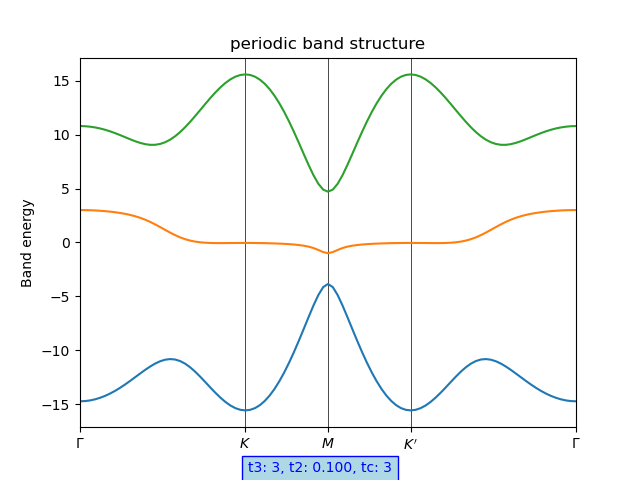 periodic band structure
Band energy
15
10
5
0
−5
−10
−15
Γ
K
M
K′
Γ
t3: 3, t2: 0.100, tc: 3